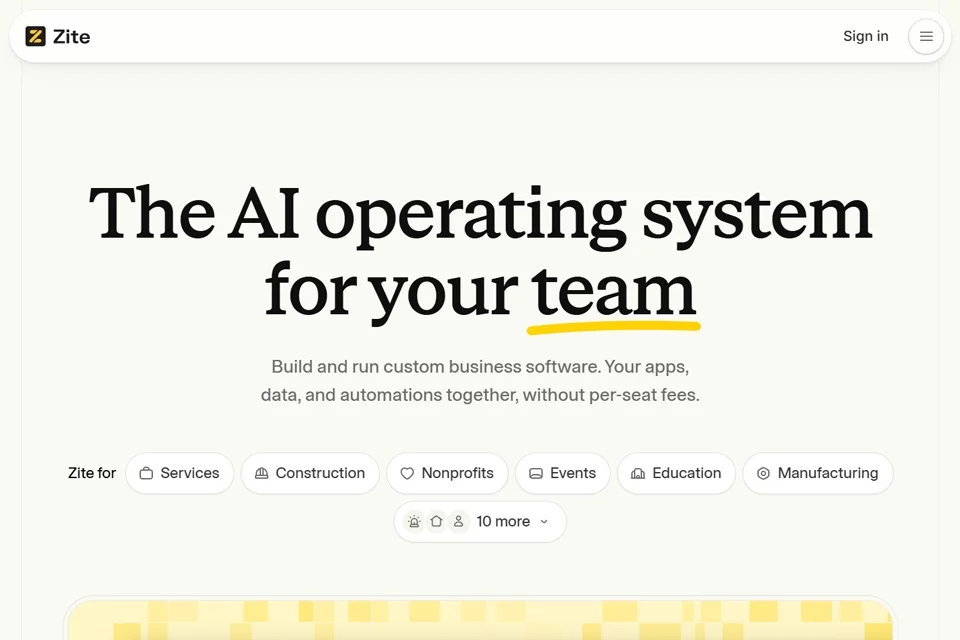 Zite
Sign in
The AI operating system
for your team
Build and run custom business software. Your apps,
data, and automations together, without per-seat fees.
Zite for
Services
Construction
Nonprofits
Events
Education
Manufacturing
10 more